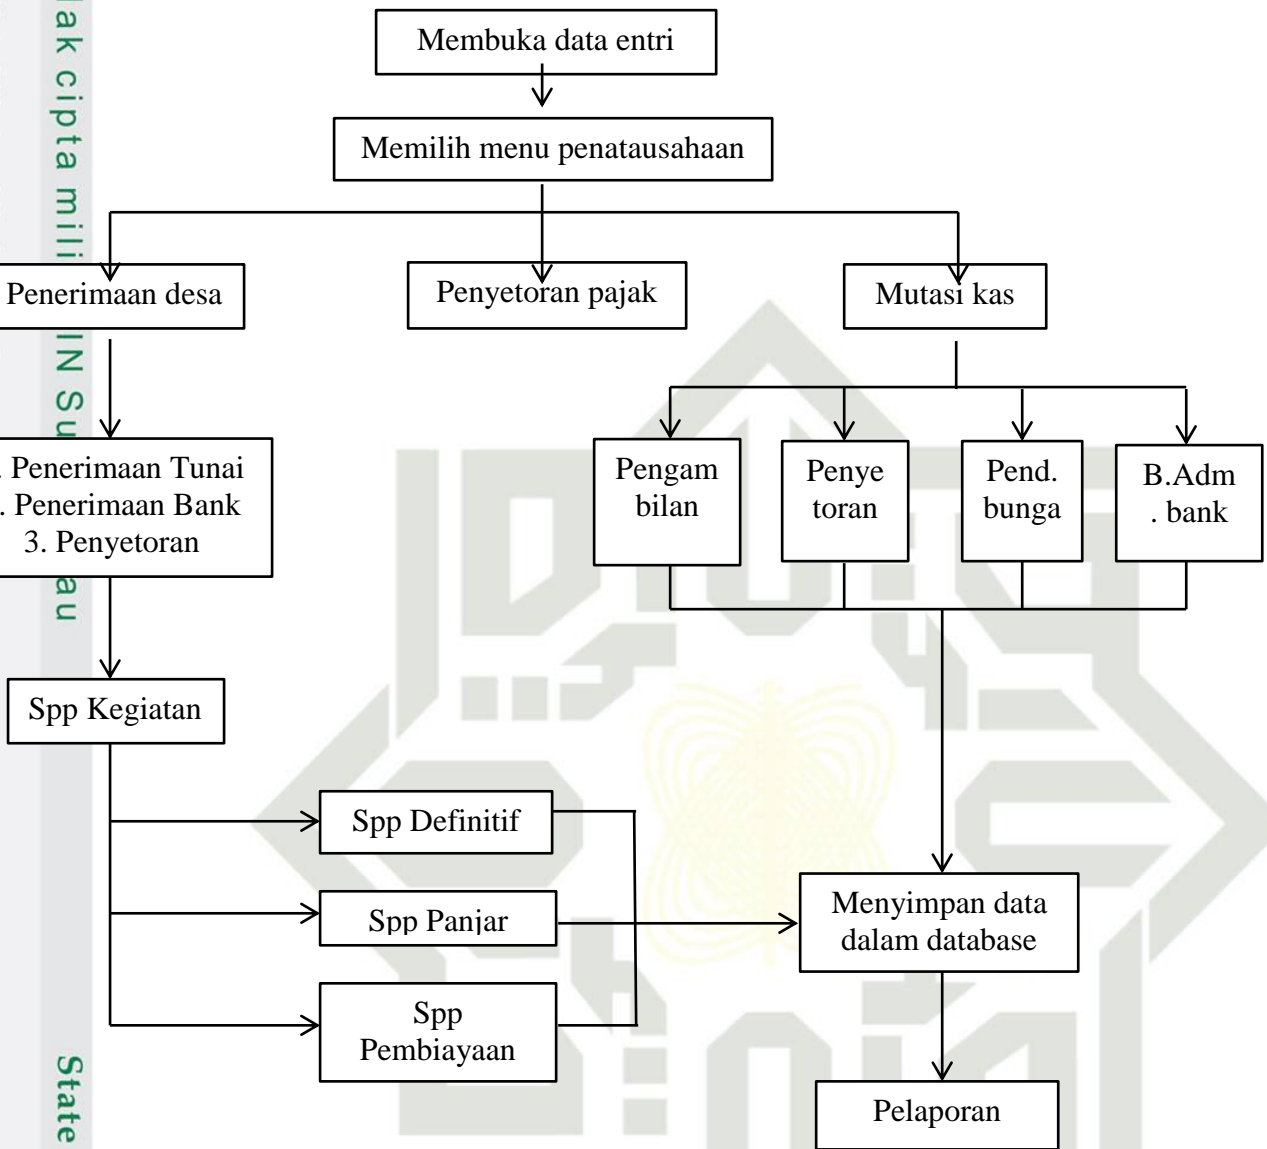 Membuka data entri
Memilih menu penatausahaan
Penerimaan desa
Penyetoran pajak
Mutasi kas
. Penerimaan Tunai
. Penerimaan Bank
3. Penyetoran
Pengam
bilan
Penye
toran
Pend.
bunga
B.Adm
. bank
Spp Kegiatan
Spp Definitif
Spp Panjar
Spp
Pembiayaan
Menyimpan data
dalam database
Pelaporan
cipta
State